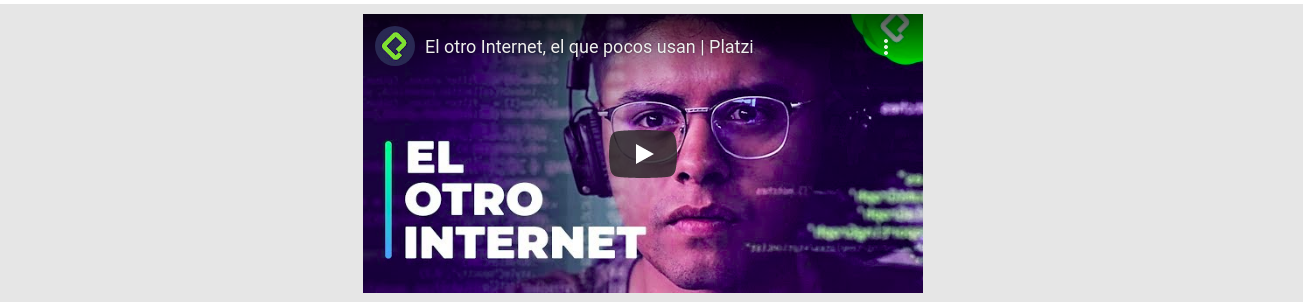 El otro Internet, el que pocos usan | Platzi
EL
OTRO
INTERNET